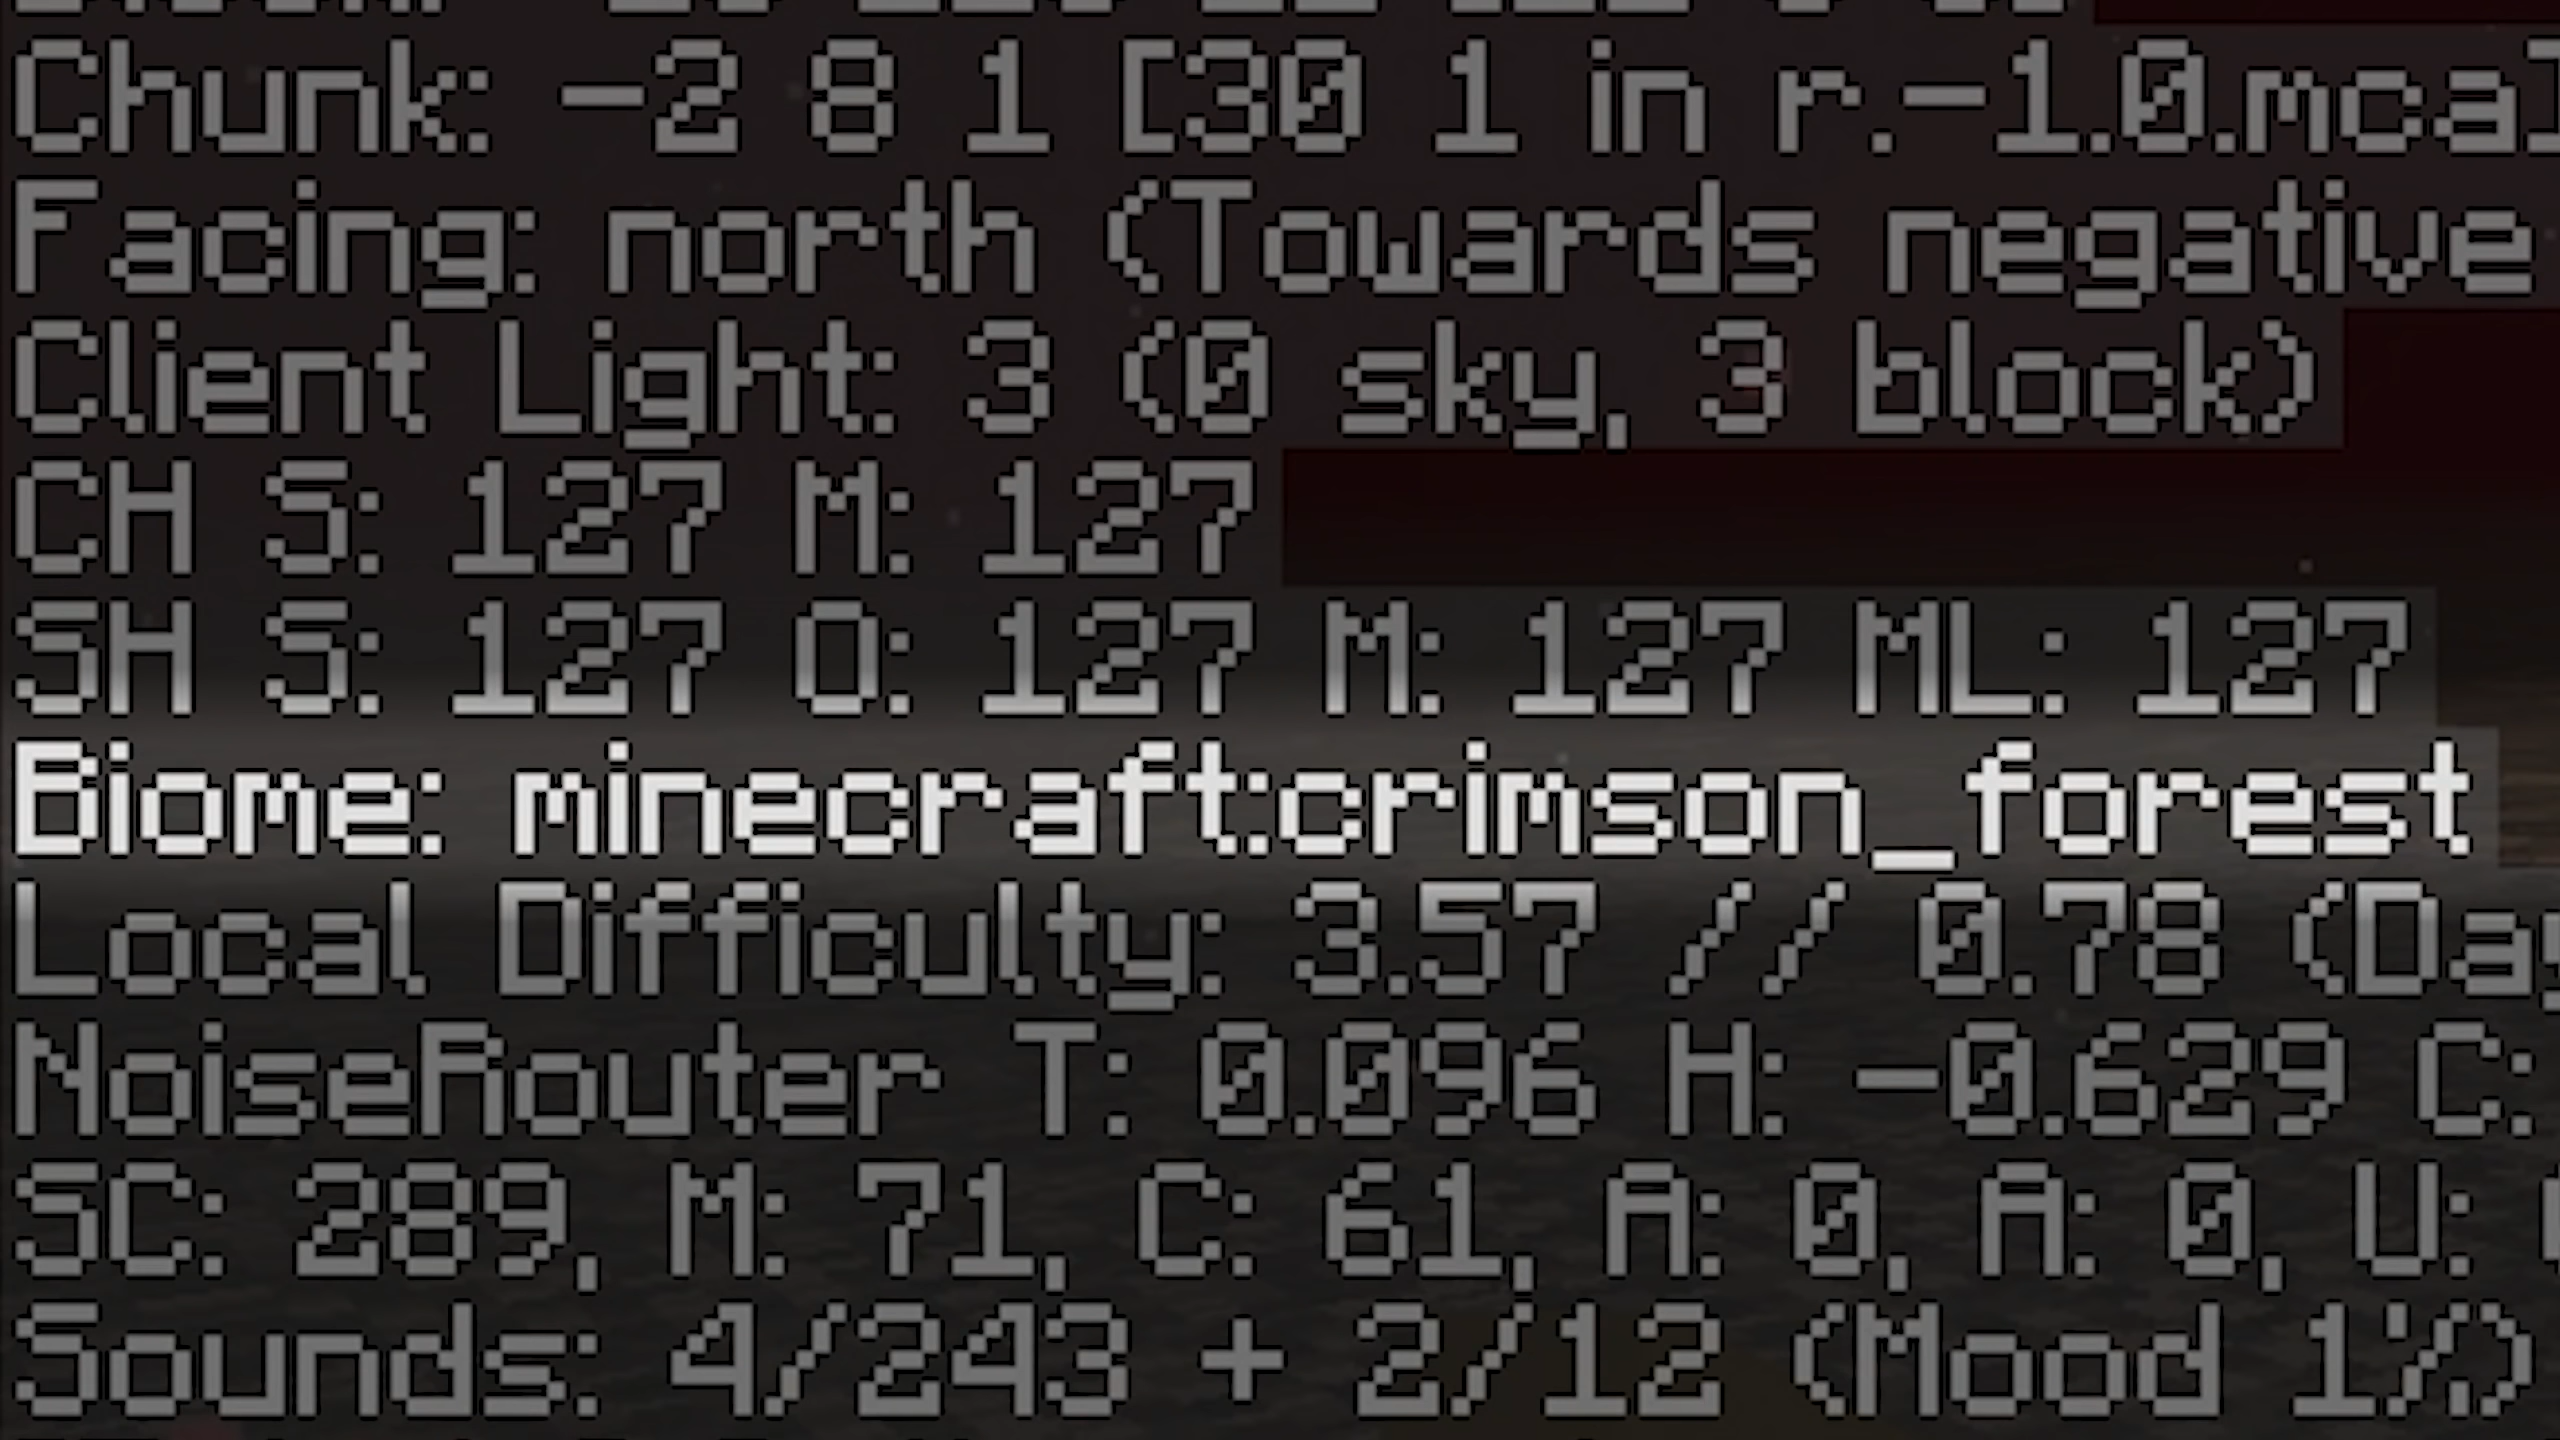 Chunk: -2 8 1 [30 1 in r.-1.0.mca]
Facing: north (Towards negative
Client Light: 3 (0 sky, 3 block)
CH S: 127 M: 127
SH S: 127 O: 127 M: 127 ML: 127
Biome: minecraft:crimson_forest
Local Difficulty: 3.57 // 0.78 (Day
NoiseRouter T: 0.096 H: -0.629 C:
SC: 289, M: 71, C: 61, A: 0, A: 0, U:
Sounds: 4/243 + 2/12 (Mood 1%)